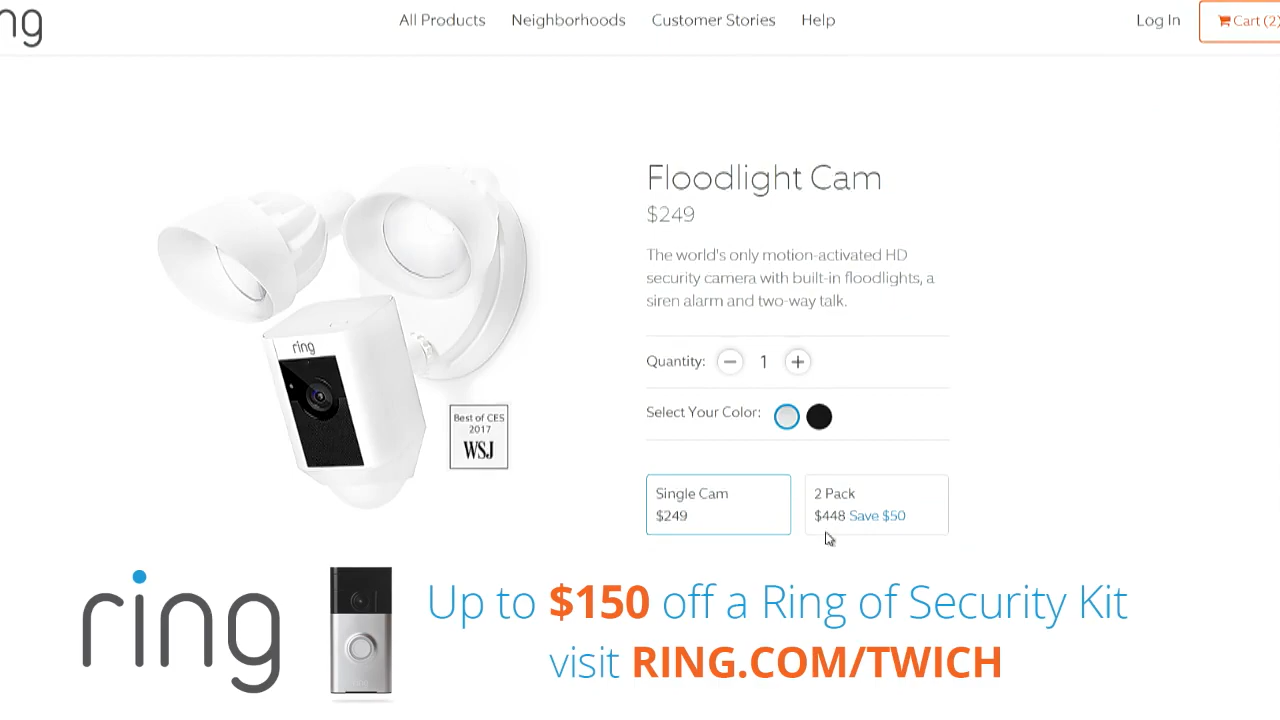 ng
All Products Neighborhoods Customer Stories Help Log In Cart (2)
Floodlight Cam
$249
The world's only motion-activated HD
security camera with built-in floodlights, a
siren alarm and two-way talk.
Quantity: − 1 +
Select Your Color:
ring
Best of CES
2017
WSJ
Single Cam
$249
2 Pack
$448 Save $50
ring
Up to $150 off a Ring of Security Kit
visit RING.COM/TWICH